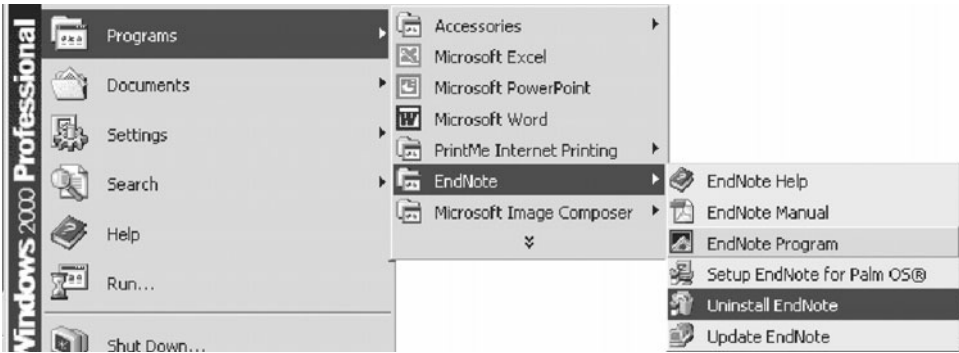 Windows 2000 Professional
Programs
Documents
Settings
Search
Help
Run...
Shut Down...
Accessories
Microsoft Excel
Microsoft PowerPoint
Microsoft Word
PrintMe Internet Printing
EndNote
Microsoft Image Composer
EndNote Help
EndNote Manual
EndNote Program
Setup EndNote for Palm OS®
Uninstall EndNote
Update EndNote